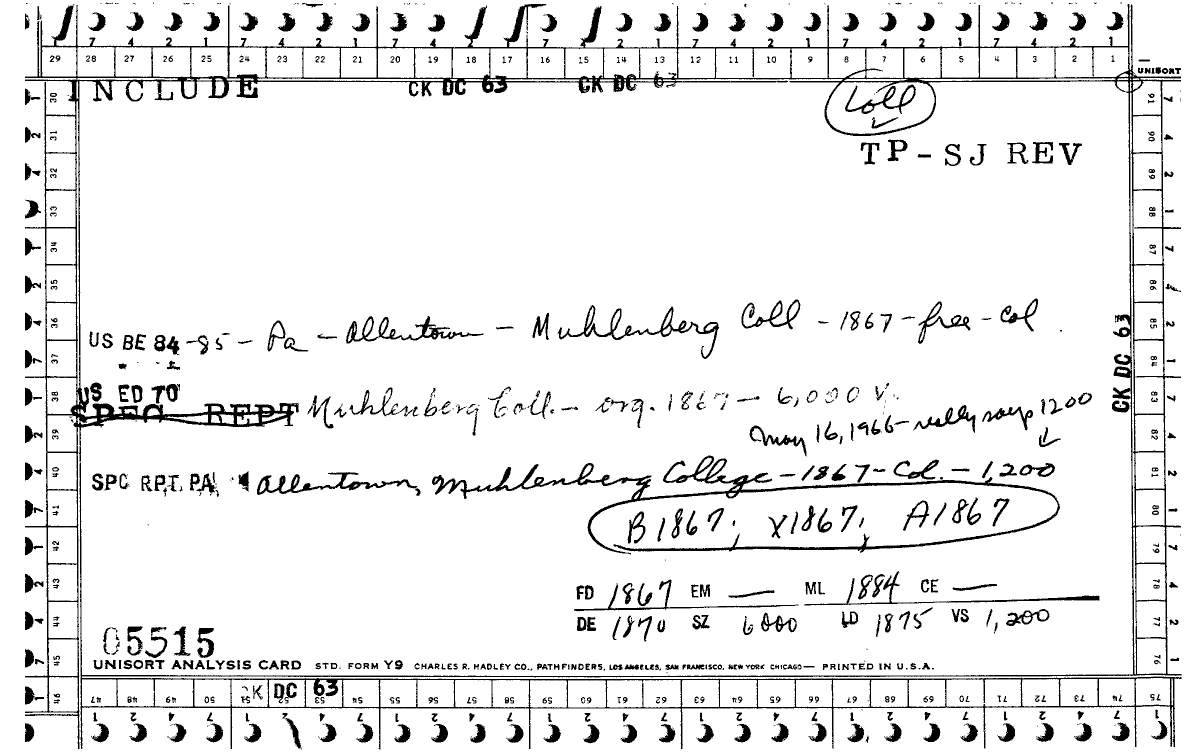 7 4 2 1 7 4 2 1 7 4 2 1 7 4 2 1 7 4 2 1 7 4 2 1 7 4 2 1
29 28 27 26 25 24 23 22 21 20 19 18 17 16 15 14 13 12 11 10 9 8 7 6 5 4 3 2 1
UNISORT
INCLUDE CK DC 63 CK DC 63 Coll
TP-SJ REV
US BE 84-85 - Pa - Allentown - Muhlenberg Coll - 1867 - free - Col.
US ED 70
SPEC REPT Muhlenberg Coll. - org. 1867 - 6,000 V.
May 16, 1966 - really says 1200
SPC RPT PA Allentown, Muhlenberg College - 1867 - Col. - 1,200
B1867; X1867; A1867
FD 1867 EM — ML 1884 CE —
DE 1870 SZ 6000 LD 1875 VS 1,200
05515
UNISORT ANALYSIS CARD STD. FORM Y9 CHARLES R. HADLEY CO., PATHFINDERS, LOS ANGELES, SAN FRANCISCO, NEW YORK CHICAGO— PRINTED IN U.S.A.
CK DC 63
47 48 49 50 51 52 53 54 55 56 57 58 59 60 61 62 63 64 65 66 67 68 69 70 71 72 73 74 75
1 2 4 7 1 2 4 7 1 2 4 7 1 2 4 7 1 2 4 7 1 2 4 7 1 2 4 7 1
30 31 32 33 34 35 36 37 38 39 40 41 42 43 44 45 46
91 90 89 88 87 86 85 84 83 82 81 80 79 78 77 76
CK DC 63